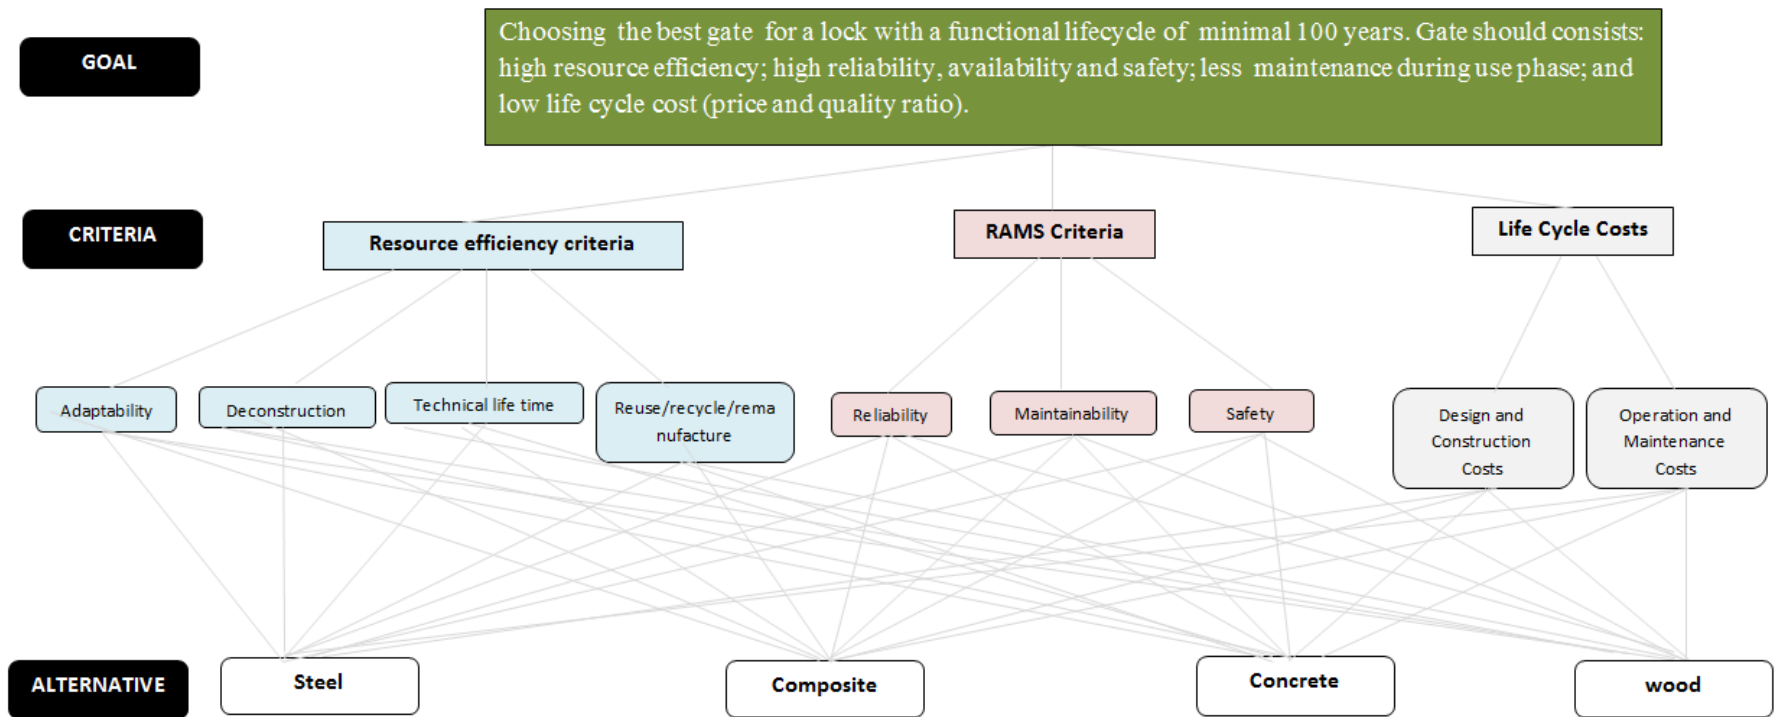 GOAL
Choosing the best gate for a lock with a functional lifecycle of minimal 100 years. Gate should consists:
high resource efficiency; high reliability, availability and safety; less maintenance during use phase; and
low life cycle cost (price and quality ratio).
CRITERIA
Resource efficiency criteria
RAMS Criteria
Life Cycle Costs
Adaptability
Deconstruction
Technical life time
Reuse/recycle/rema
nufacture
Reliability
Maintainability
Safety
Design and
Construction
Costs
Operation and
Maintenance
Costs
ALTERNATIVE
Steel
Composite
Concrete
wood